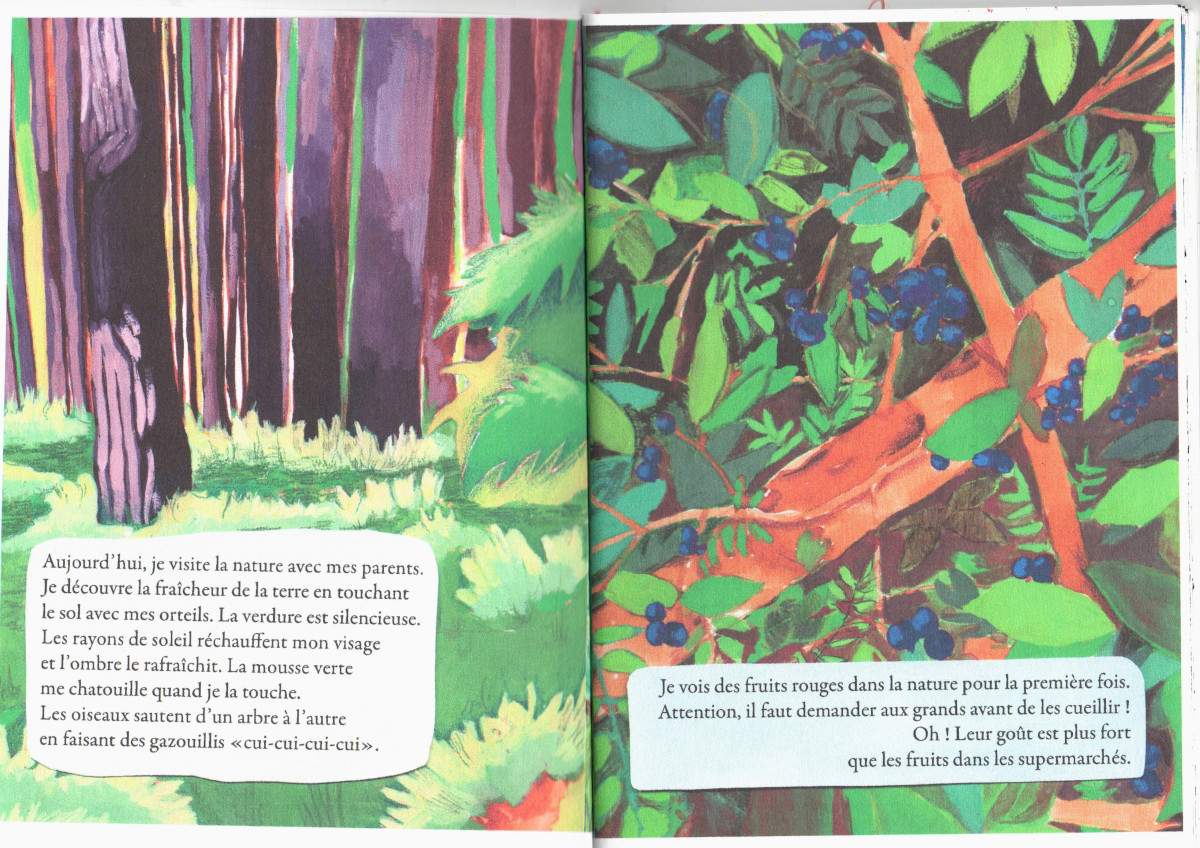 Aujourd'hui, je visite la nature avec mes parents.
Je découvre la fraîcheur de la terre en touchant
le sol avec mes orteils. La verdure est silencieuse.
Les rayons de soleil réchauffent mon visage
et l'ombre le rafraîchit. La mousse verte
me chatouille quand je la touche.
Les oiseaux sautent d'un arbre à l'autre
en faisant des gazouillis «cui-cui-cui-cui».
Je vois des fruits rouges dans la nature pour la première fois.
Attention, il faut demander aux grands avant de les cueillir !
Oh ! Leur goût est plus fort
que les fruits dans les supermarchés.